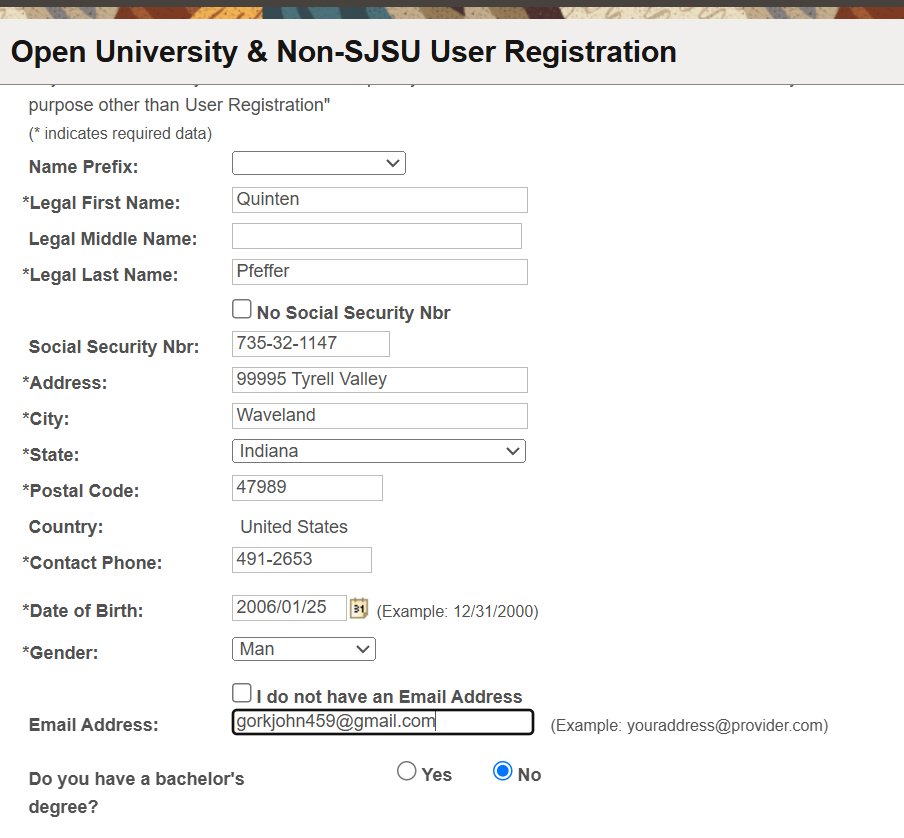 Open University & Non-SJSU User Registration
purpose other than User Registration"
(* indicates required data)
Name Prefix:
*Legal First Name: Quinten
Legal Middle Name:
*Legal Last Name: Pfeffer
No Social Security Nbr
Social Security Nbr: 735-32-1147
*Address: 99995 Tyrell Valley
*City: Waveland
*State: Indiana
*Postal Code: 47989
Country: United States
*Contact Phone: 491-2653
*Date of Birth: 2006/01/25 31 (Example: 12/31/2000)
*Gender: Man
I do not have an Email Address
Email Address: gorkjohn459@gmail.com (Example: youraddress@provider.com)
Do you have a bachelor's Yes No
degree?